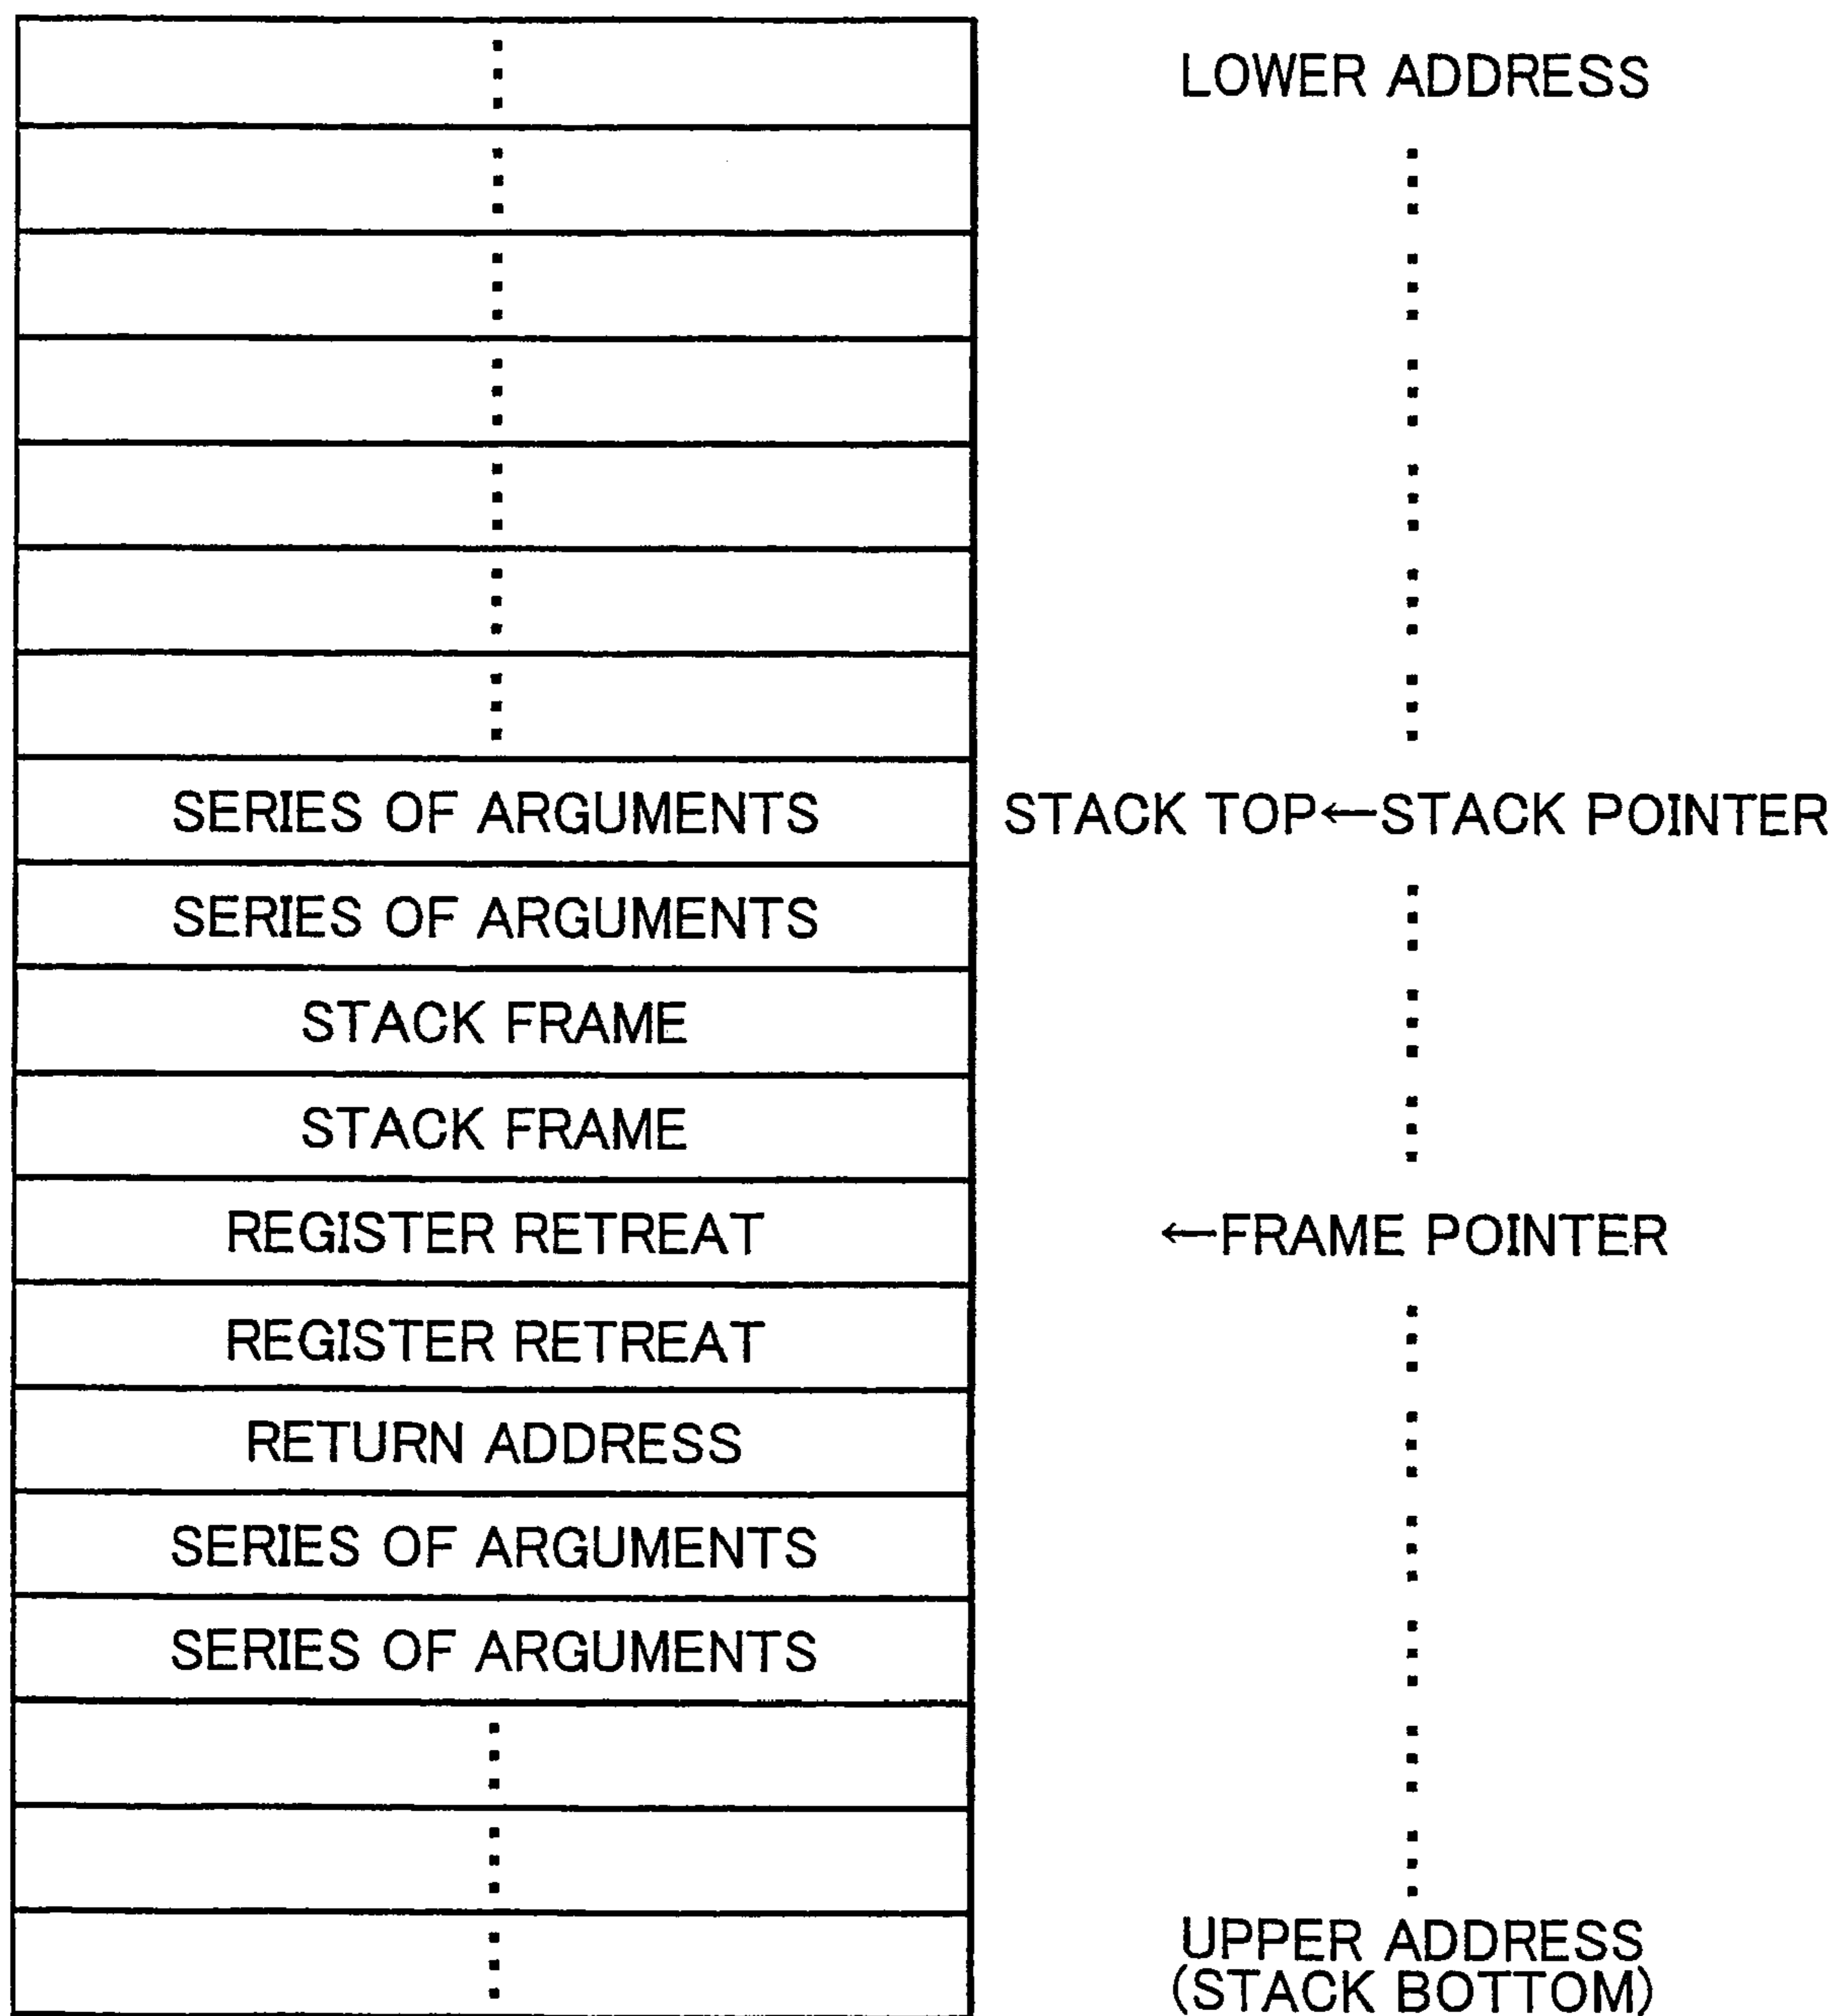 LOWER ADDRESS
SERIES OF ARGUMENTS STACK TOP←STACK POINTER
SERIES OF ARGUMENTS
STACK FRAME
STACK FRAME
REGISTER RETREAT ←FRAME POINTER
REGISTER RETREAT
RETURN ADDRESS
SERIES OF ARGUMENTS
SERIES OF ARGUMENTS
UPPER ADDRESS
(STACK BOTTOM)